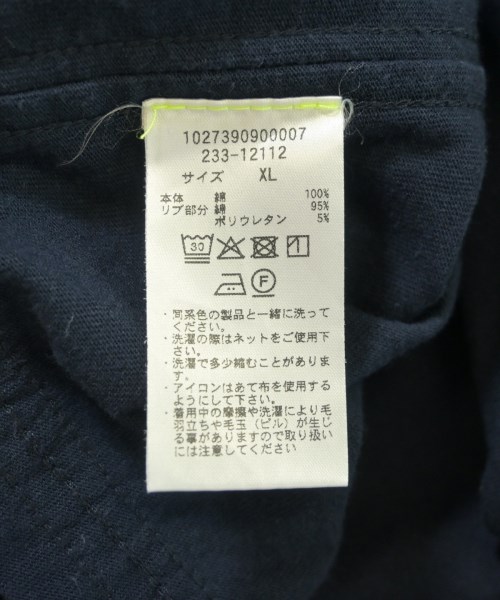 1027390900007
233-12112
サイズ XL
本体 綿 100%
リブ部分 綿 95%
ポリウレタン 5%
30
・同系色の製品と一緒に洗って
ください。
・洗濯の際はネットをご使用下
さい。
・洗濯で多少縮むことがありま
す。
・アイロンはあて布を使用する
ようにして下さい。
・着用中の摩擦や洗濯により毛
羽立ちや毛玉（ピル）が生じ
る事がありますので取り扱い
には注意してください